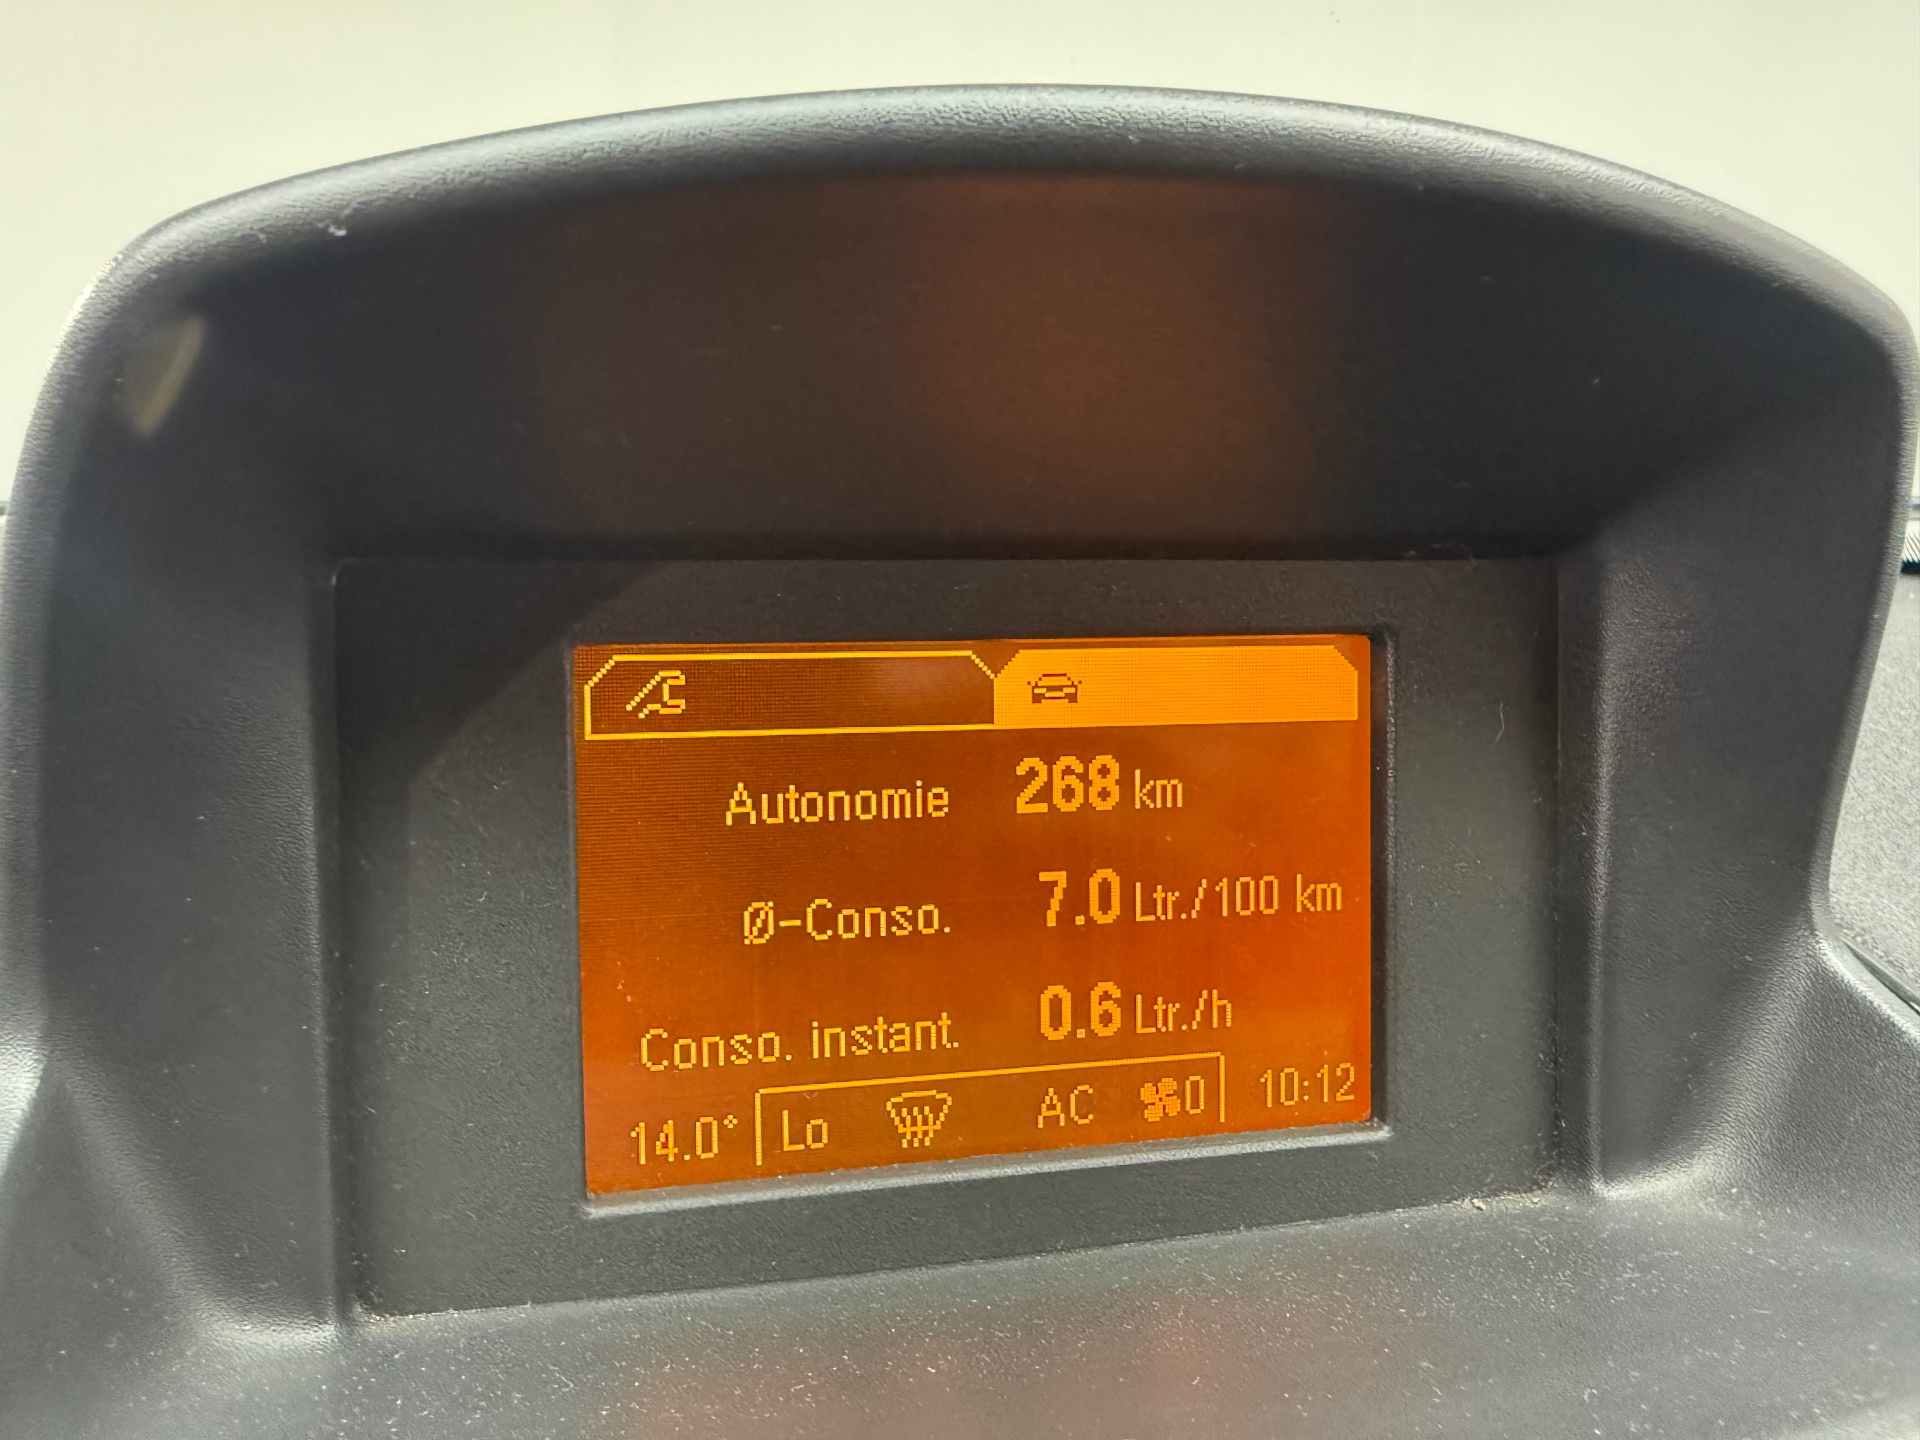 Autonomie 268 km
Ø-Conso. 7.0 Ltr./100 km
Conso. instant. 0.6 Ltr./h
14.0° Lo AC 0 10:12